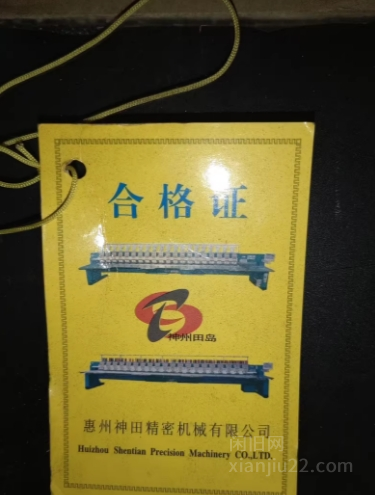 合格证
神州田岛
惠州神田精密机械有限公司
Huizhou Shentian Precision Machinery CO.,LTD.
闲旧网
xianjiu22.com